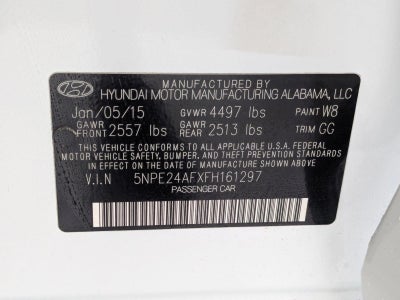 MANUFACTURED BY
HYUNDAI MOTOR MANUFACTURING ALABAMA, LLC
Jan/05/15 GVWR 4497 lbs PAINT W8
GAWR FRONT 2557 lbs GAWR REAR 2513 lbs TRIM GG
THIS VEHICLE CONFORMS TO ALL APPLICABLE FEDERAL
MOTOR VEHICLE SAFETY, BUMPER, AND THEFT PREVENTION STANDARDS
IN EFFECT ON THE DATE OF MANUFACTURE SHOWN ABOVE.
V.I.N 5NPE24AFXFH161297
PASSENGER CAR